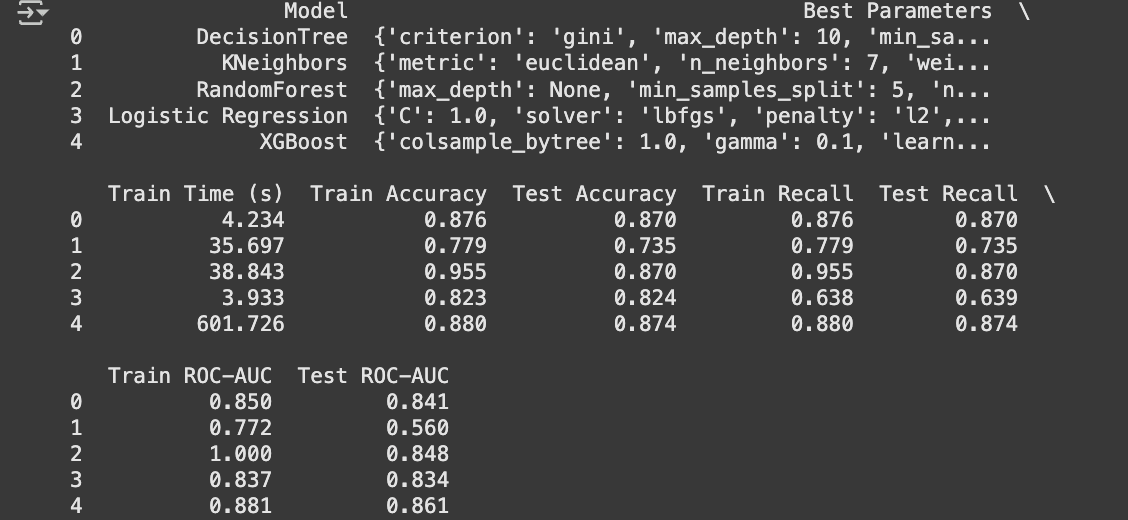 Model Best Parameters \
0 DecisionTree {'criterion': 'gini', 'max_depth': 10, 'min_sa...
1 KNeighbors {'metric': 'euclidean', 'n_neighbors': 7, 'wei...
2 RandomForest {'max_depth': None, 'min_samples_split': 5, 'n...
3 Logistic Regression {'C': 1.0, 'solver': 'lbfgs', 'penalty': 'l2',...
4 XGBoost {'colsample_bytree': 1.0, 'gamma': 0.1, 'learn...
Train Time (s) Train Accuracy Test Accuracy Train Recall Test Recall \
0 4.234 0.876 0.870 0.876 0.870
1 35.697 0.779 0.735 0.779 0.735
2 38.843 0.955 0.870 0.955 0.870
3 3.933 0.823 0.824 0.638 0.639
4 601.726 0.880 0.874 0.880 0.874
Train ROC-AUC Test ROC-AUC
0 0.850 0.841
1 0.772 0.560
2 1.000 0.848
3 0.837 0.834
4 0.881 0.861